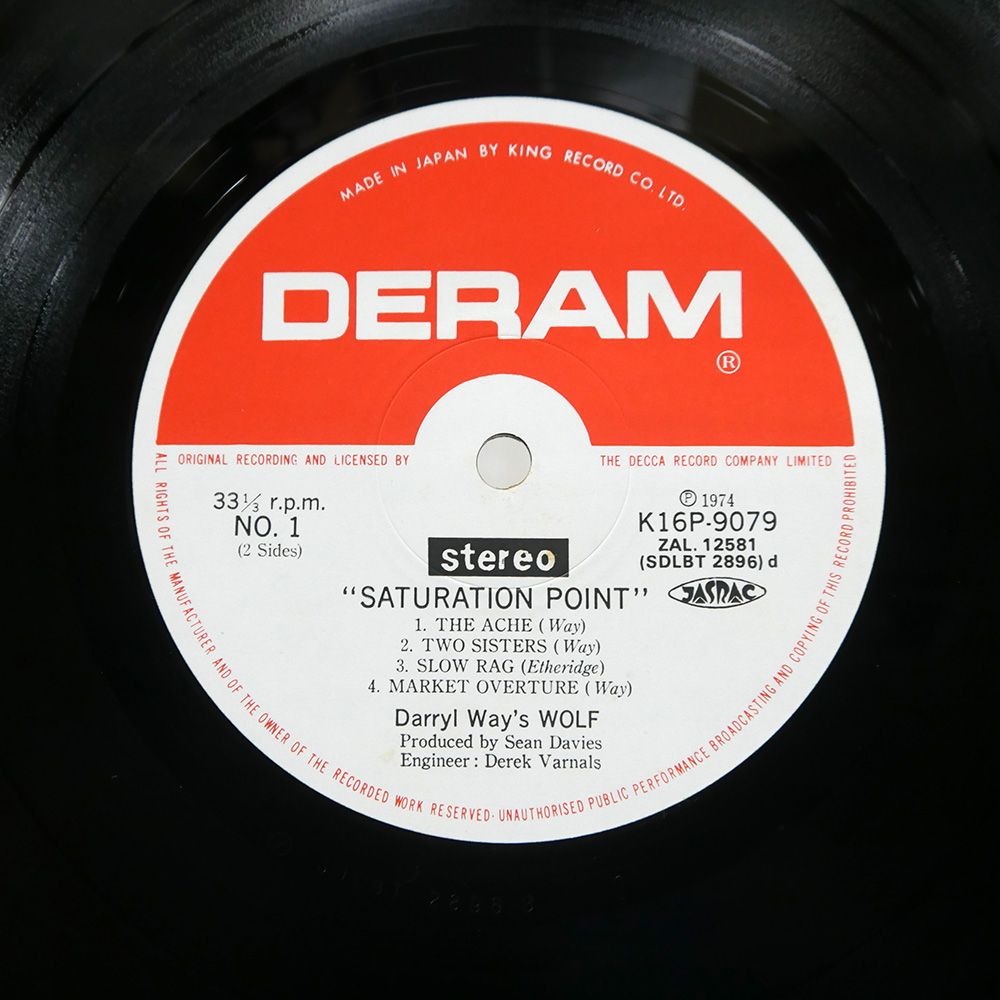 MADE IN JAPAN BY KING RECORD CO. LTD.
DERAM
®
ORIGINAL RECORDING AND LICENSED BY THE DECCA RECORD COMPANY LIMITED
33⅓ r.p.m.
NO. 1
(2 Sides)
Ⓟ 1974
K16P-9079
ZAL. 12581
(SDLBT 2896) d
JASRAC
stereo
"SATURATION POINT"
1. THE ACHE (Way)
2. TWO SISTERS (Way)
3. SLOW RAG (Etheridge)
4. MARKET OVERTURE (Way)
Darryl Way's WOLF
Produced by Sean Davies
Engineer : Derek Varnals
ALL RIGHTS OF THE MANUFACTURER AND OF THE OWNER OF THE RECORDED WORK RESERVED· UNAUTHORISED PUBLIC PERFORMANCE BROADCASTING AND COPYING OF THIS RECORD PROHIBITED